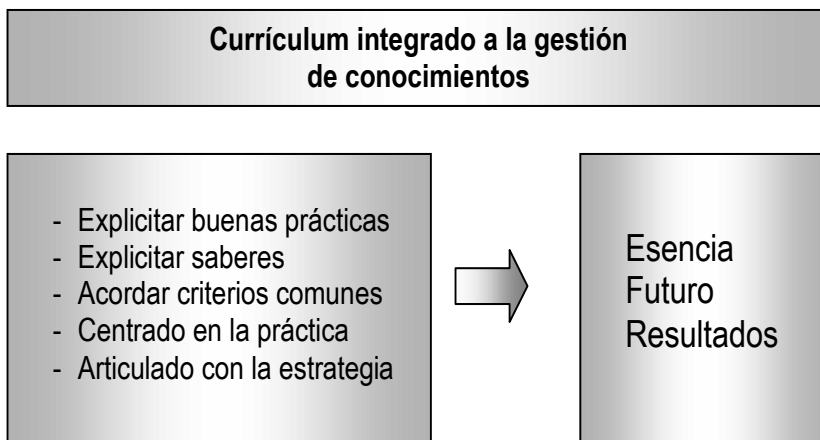 Currículum integrado a la gestión
de conocimientos
- Explicitar buenas prácticas
- Explicitar saberes
- Acordar criterios comunes
- Centrado en la práctica
- Articulado con la estrategia
Esencia
Futuro
Resultados